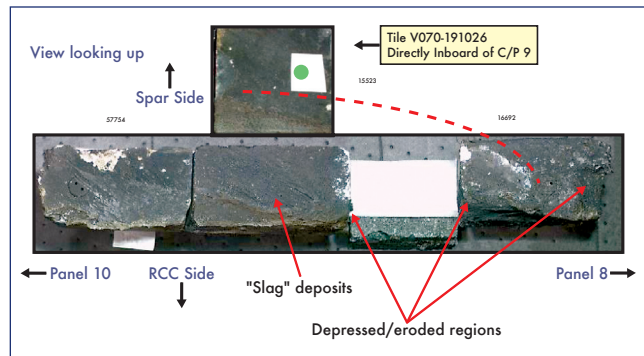 View looking up
Spar Side
Tile V070-191026
Directly Inboard of C/P 9
15523
57754
16692
Panel 10
RCC Side
Panel 8
"Slag" deposits
Depressed/eroded regions